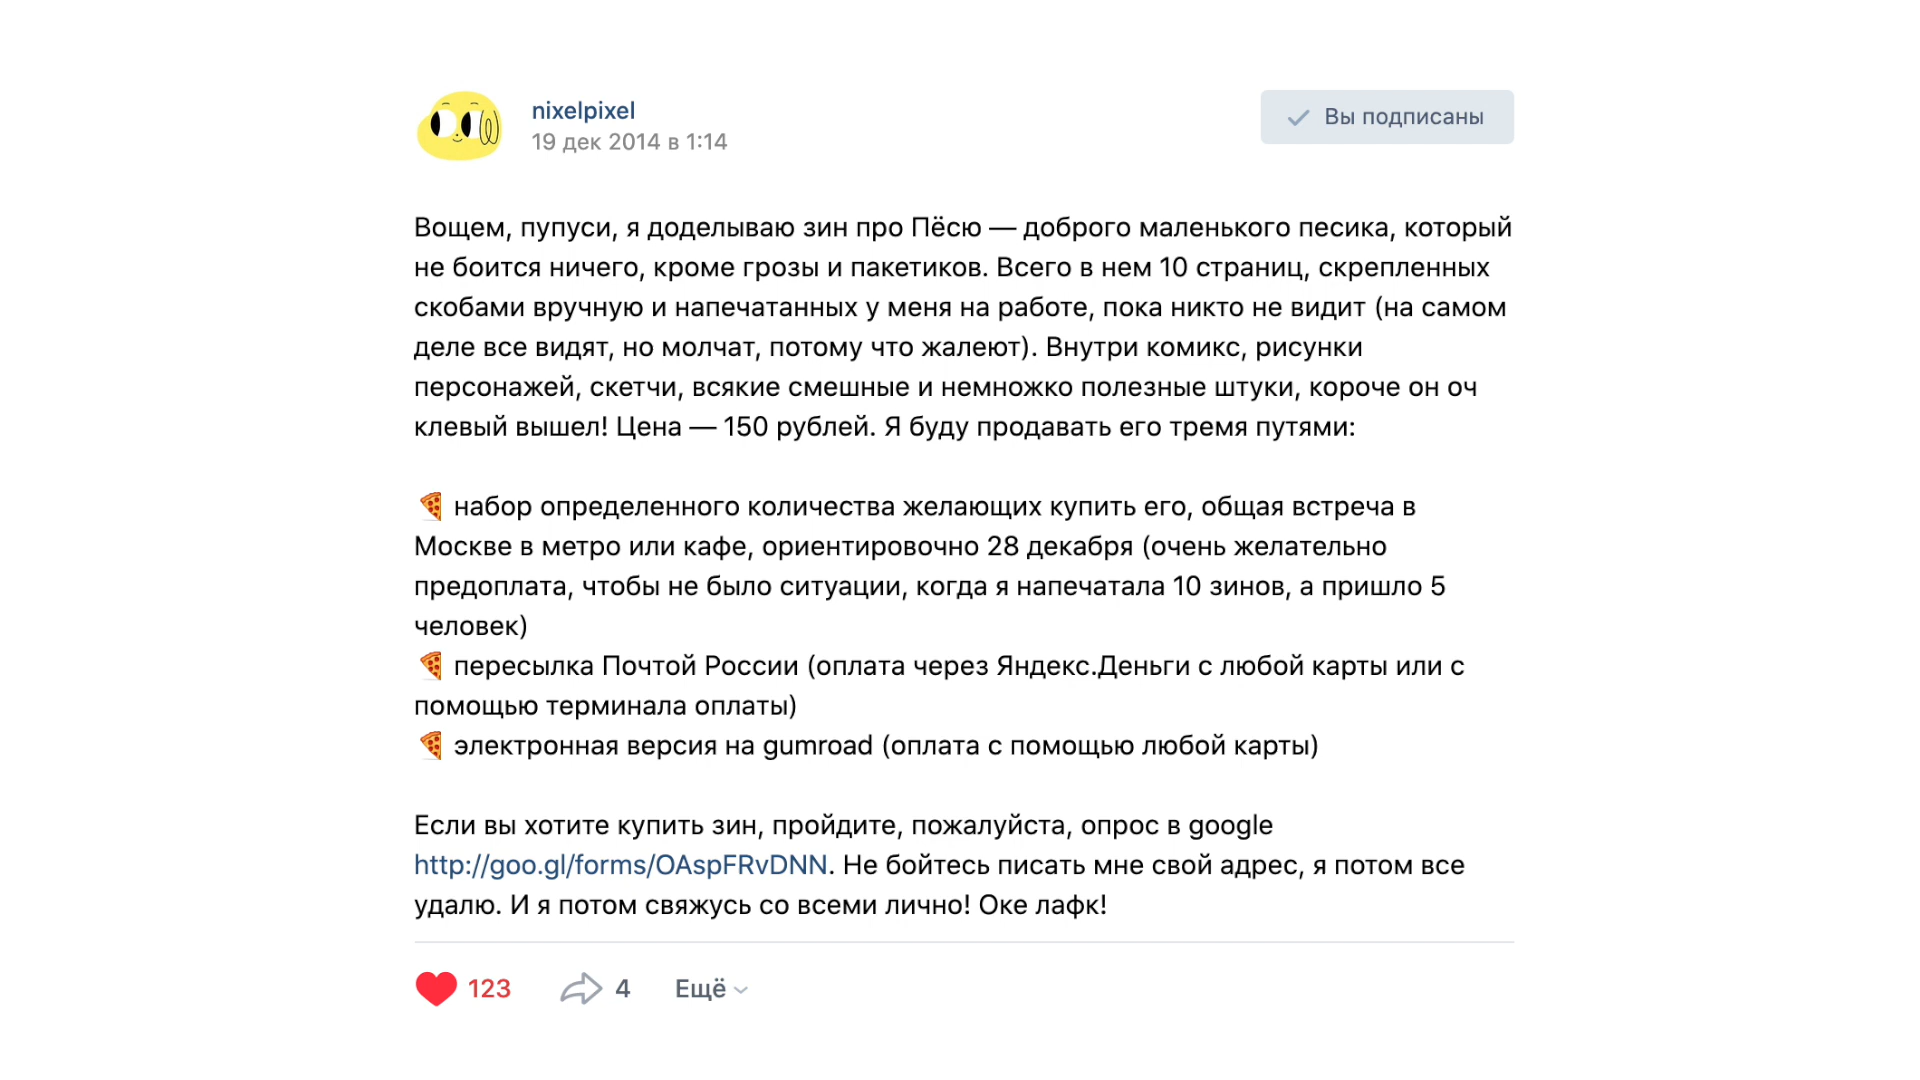 nixelpixel
19 дек 2014 в 1:14
Вы подписаны
Вощем, пупуси, я доделываю зин про Пёсю — доброго маленького песика, который
не боится ничего, кроме грозы и пакетиков. Всего в нем 10 страниц, скрепленных
скобами вручную и напечатанных у меня на работе, пока никто не видит (на самом
деле все видят, но молчат, потому что жалеют). Внутри комикс, рисунки
персонажей, скетчи, всякие смешные и немножко полезные штуки, короче он оч
клевый вышел! Цена — 150 рублей. Я буду продавать его тремя путями:
🍕 набор определенного количества желающих купить его, общая встреча в
Москве в метро или кафе, ориентировочно 28 декабря (очень желательно
предоплата, чтобы не было ситуации, когда я напечатала 10 зинов, а пришло 5
человек)
🍕 пересылка Почтой России (оплата через Яндекс.Деньги с любой карты или с
помощью терминала оплаты)
🍕 электронная версия на gumroad (оплата с помощью любой карты)
Если вы хотите купить зин, пройдите, пожалуйста, опрос в google
http://goo.gl/forms/OAspFRvDNN. Не бойтесь писать мне свой адрес, я потом все
удалю. И я потом свяжусь со всеми лично! Оке лафк!
123 4 Ещё